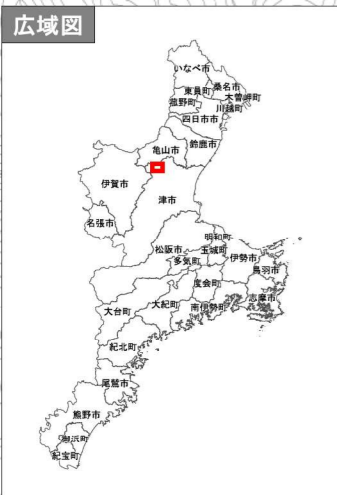 広域図
いなべ市
東員町
桑名市
木曽岬町
菰野町
川越町
四日市市
亀山市
鈴鹿市
伊賀市
津市
名張市
明和町
松阪市
玉城町
多気町
伊勢市
鳥羽市
度会町
志摩市
大紀町
南伊勢町
大台町
紀北町
尾鷲市
熊野市
御浜町
紀宝町